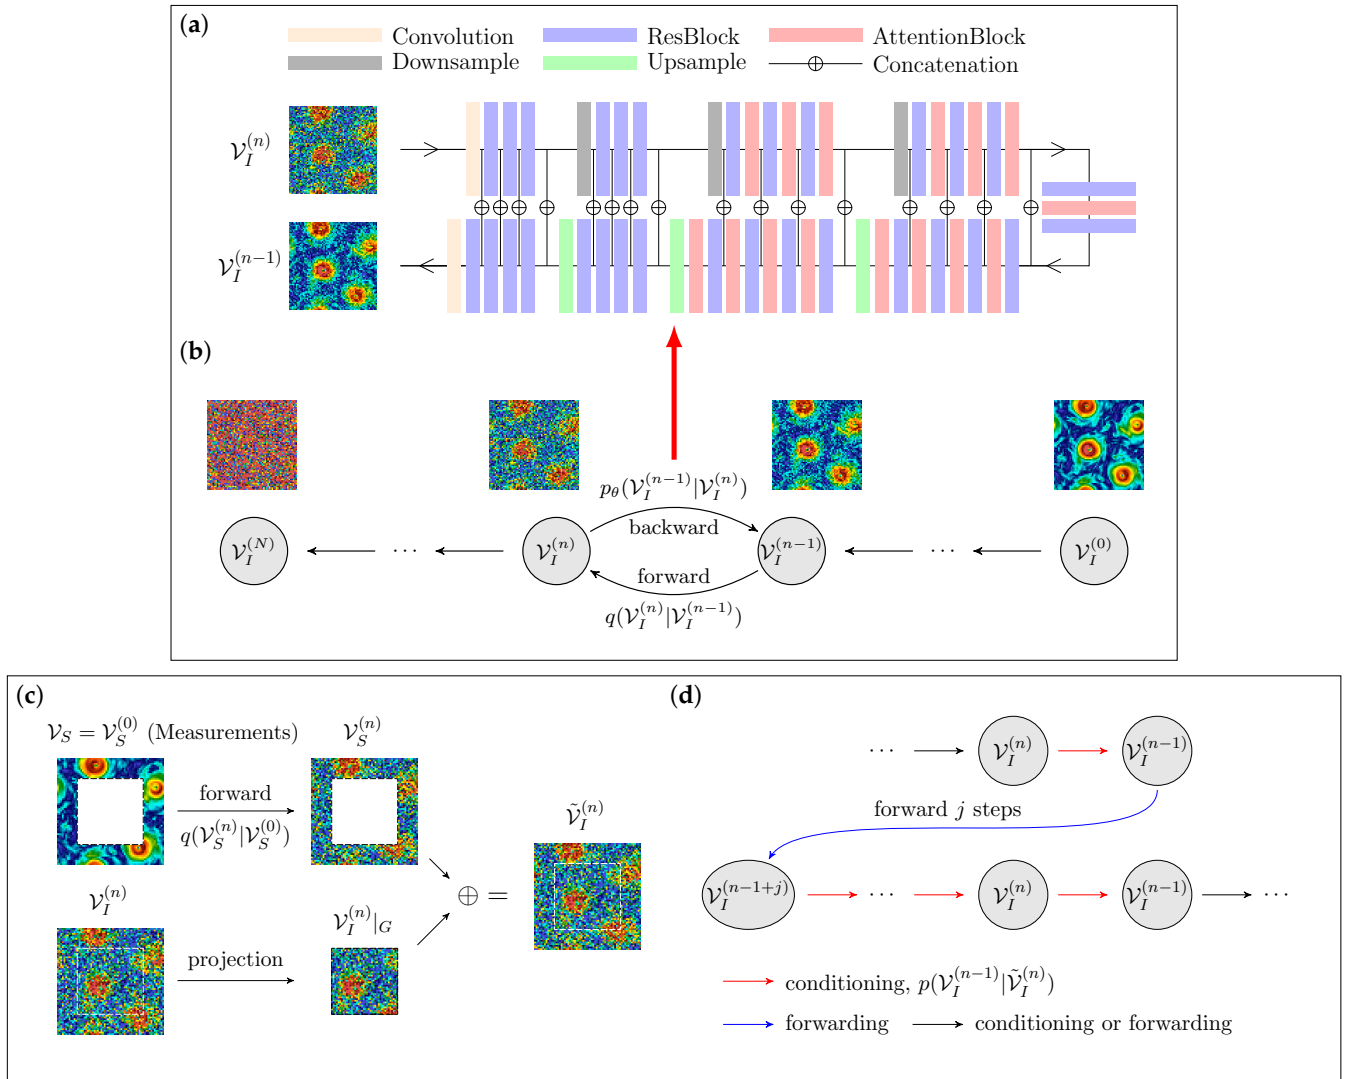 (a)
Convolution ResBlock AttentionBlock
Downsample Upsample Concatenation
𝒱_I^{(n)}
𝒱_I^{(n−1)}
(b)
p_θ(𝒱_I^{(n−1)}|𝒱_I^{(n)})
backward
𝒱_I^{(N)} ··· 𝒱_I^{(n)} 𝒱_I^{(n−1)} ··· 𝒱_I^{(0)}
forward
q(𝒱_I^{(n)}|𝒱_I^{(n−1)})
(c)
𝒱_S = 𝒱_S^{(0)} (Measurements) 𝒱_S^{(n)}
forward
q(𝒱_S^{(n)}|𝒱_S^{(0)})
𝒱̃_I^{(n)}
⊕ =
𝒱_I^{(n)} 𝒱_I^{(n)}|_G
projection
(d)
··· 𝒱_I^{(n)} 𝒱_I^{(n−1)}
forward j steps
𝒱_I^{(n−1+j)} ··· 𝒱_I^{(n)} 𝒱_I^{(n−1)} ···
conditioning, p(𝒱_I^{(n−1)}|𝒱̃_I^{(n)})
forwarding conditioning or forwarding